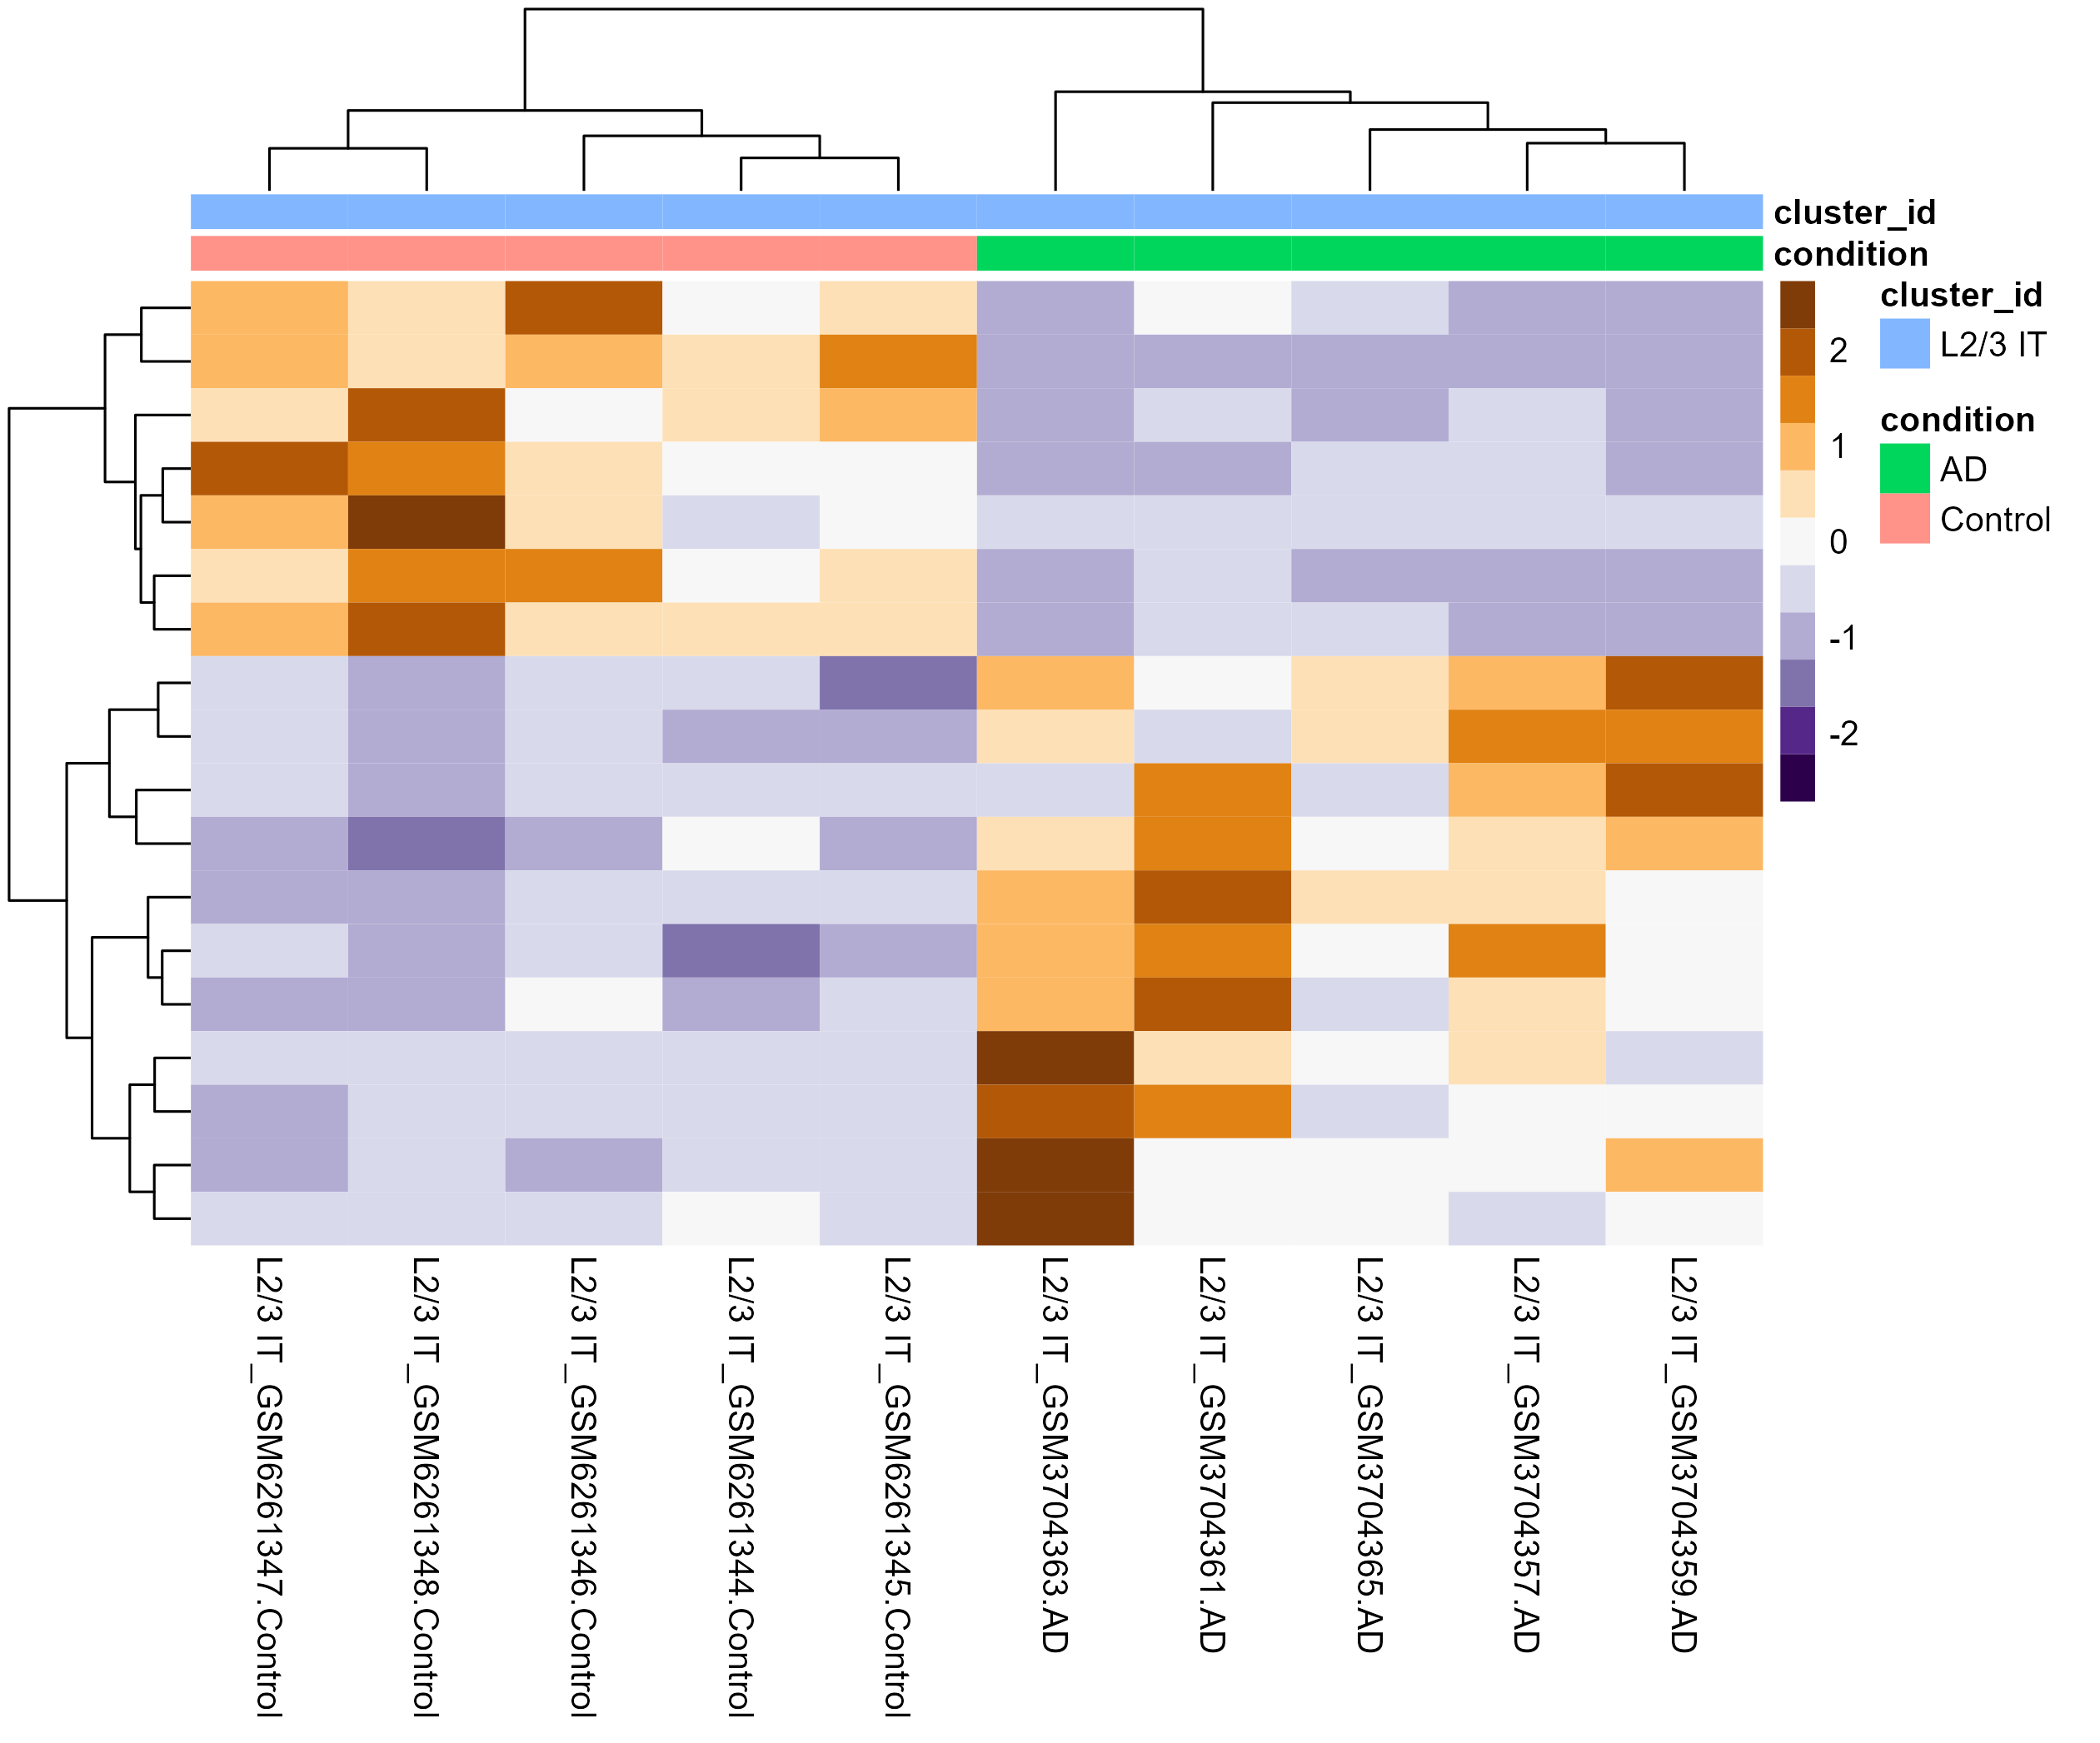 cluster_id
condition
2
1
0
-1
-2
cluster_id
L2/3 IT
condition
AD
Control
L2/3 IT_GSM6261347.Control
L2/3 IT_GSM6261348.Control
L2/3 IT_GSM6261346.Control
L2/3 IT_GSM6261344.Control
L2/3 IT_GSM6261345.Control
L2/3 IT_GSM3704363.AD
L2/3 IT_GSM3704361.AD
L2/3 IT_GSM3704365.AD
L2/3 IT_GSM3704357.AD
L2/3 IT_GSM3704359.AD